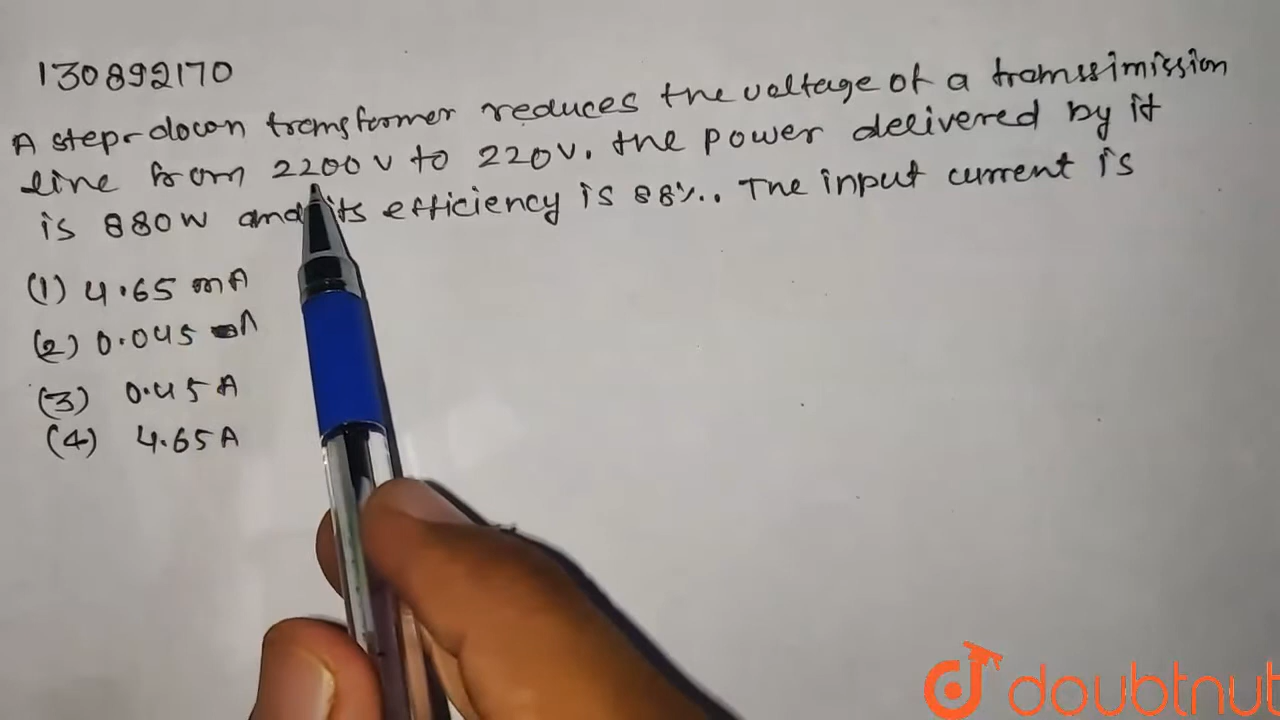 130892170
A step-down transformer reduces the voltage of a transsimission
line from 2200V to 220V. the power delivered by it
is 880W and its efficiency is 88%. The input current is
(1) 4.65 mA
(2) 0.045 A
(3) 0.45 A
(4) 4.65 A
doubtnut